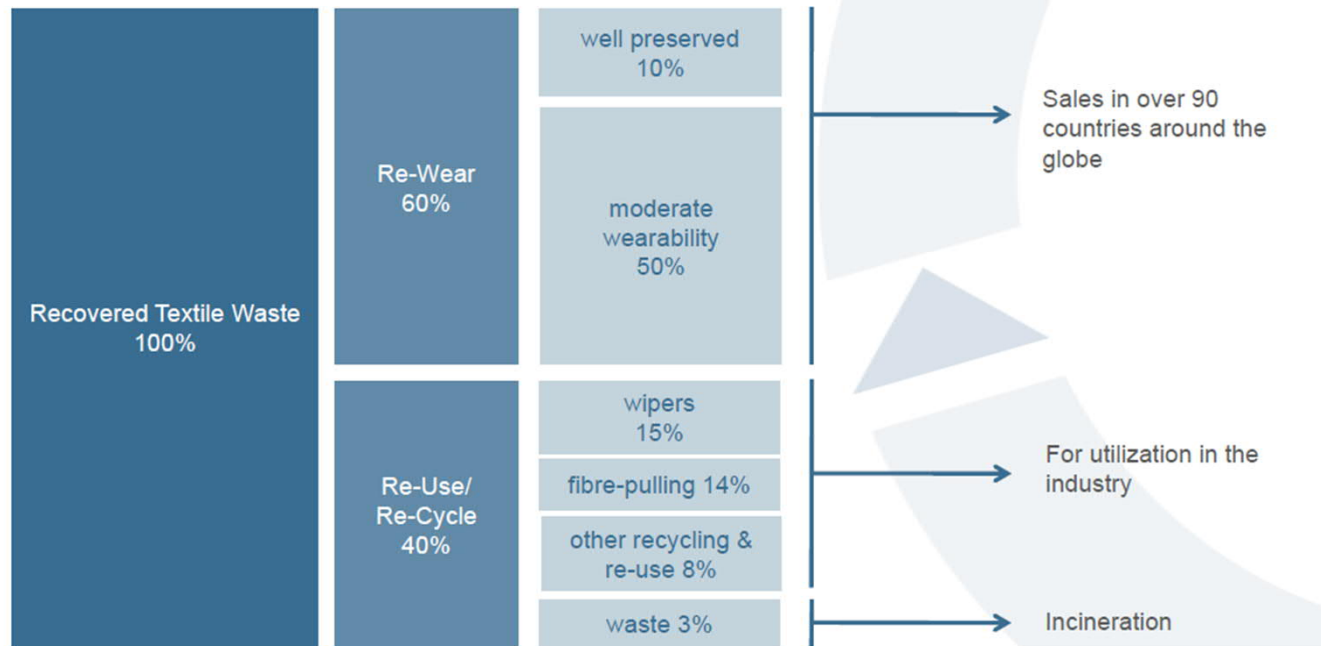 Recovered Textile Waste
100%
Re-Wear
60%
Re-Use/
Re-Cycle
40%
well preserved
10%
moderate
wearability
50%
wipers
15%
fibre-pulling 14%
other recycling &
re-use 8%
waste 3%
Sales in over 90
countries around the
globe
For utilization in the
industry
Incineration